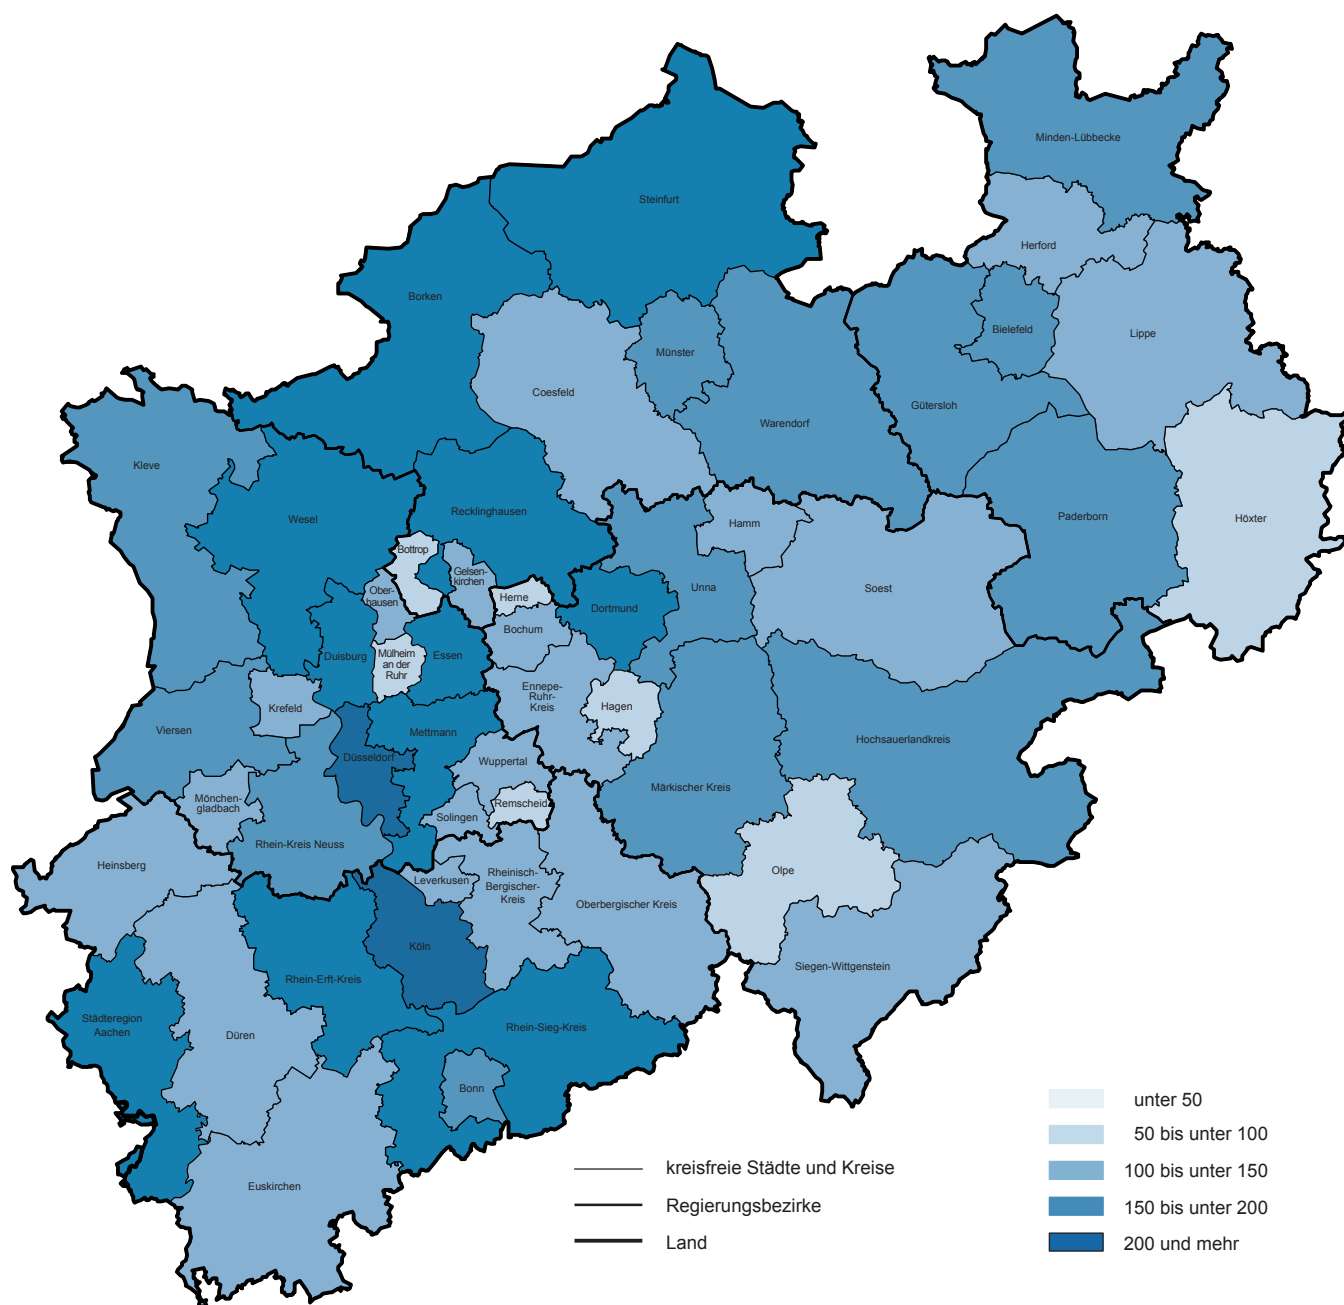 Minden-Lübbecke
Steinfurt
Herford
Borken
Bielefeld
Lippe
Münster
Coesfeld
Gütersloh
Warendorf
Kleve
Recklinghausen
Wesel
Hamm
Paderborn
Höxter
Bottrop
Gelsen-
kirchen
Unna
Soest
Ober-
hausen
Herne
Dortmund
Bochum
Duisburg
Mülheim
an der
Ruhr
Essen
Ennepe-
Ruhr-
Kreis
Hagen
Krefeld
Viersen
Mettmann
Hochsauerlandkreis
Düsseldorf
Wuppertal
Märkischer Kreis
Mönchen-
gladbach
Remscheid
Solingen
Rhein-Kreis Neuss
Heinsberg
Leverkusen
Rheinisch-
Bergischer-
Kreis
Olpe
Oberbergischer Kreis
Köln
Siegen-Wittgenstein
Rhein-Erft-Kreis
Städteregion
Aachen
Düren
Rhein-Sieg-Kreis
Bonn
Euskirchen
kreisfreie Städte und Kreise
Regierungsbezirke
Land
unter 50
50 bis unter 100
100 bis unter 150
150 bis unter 200
200 und mehr